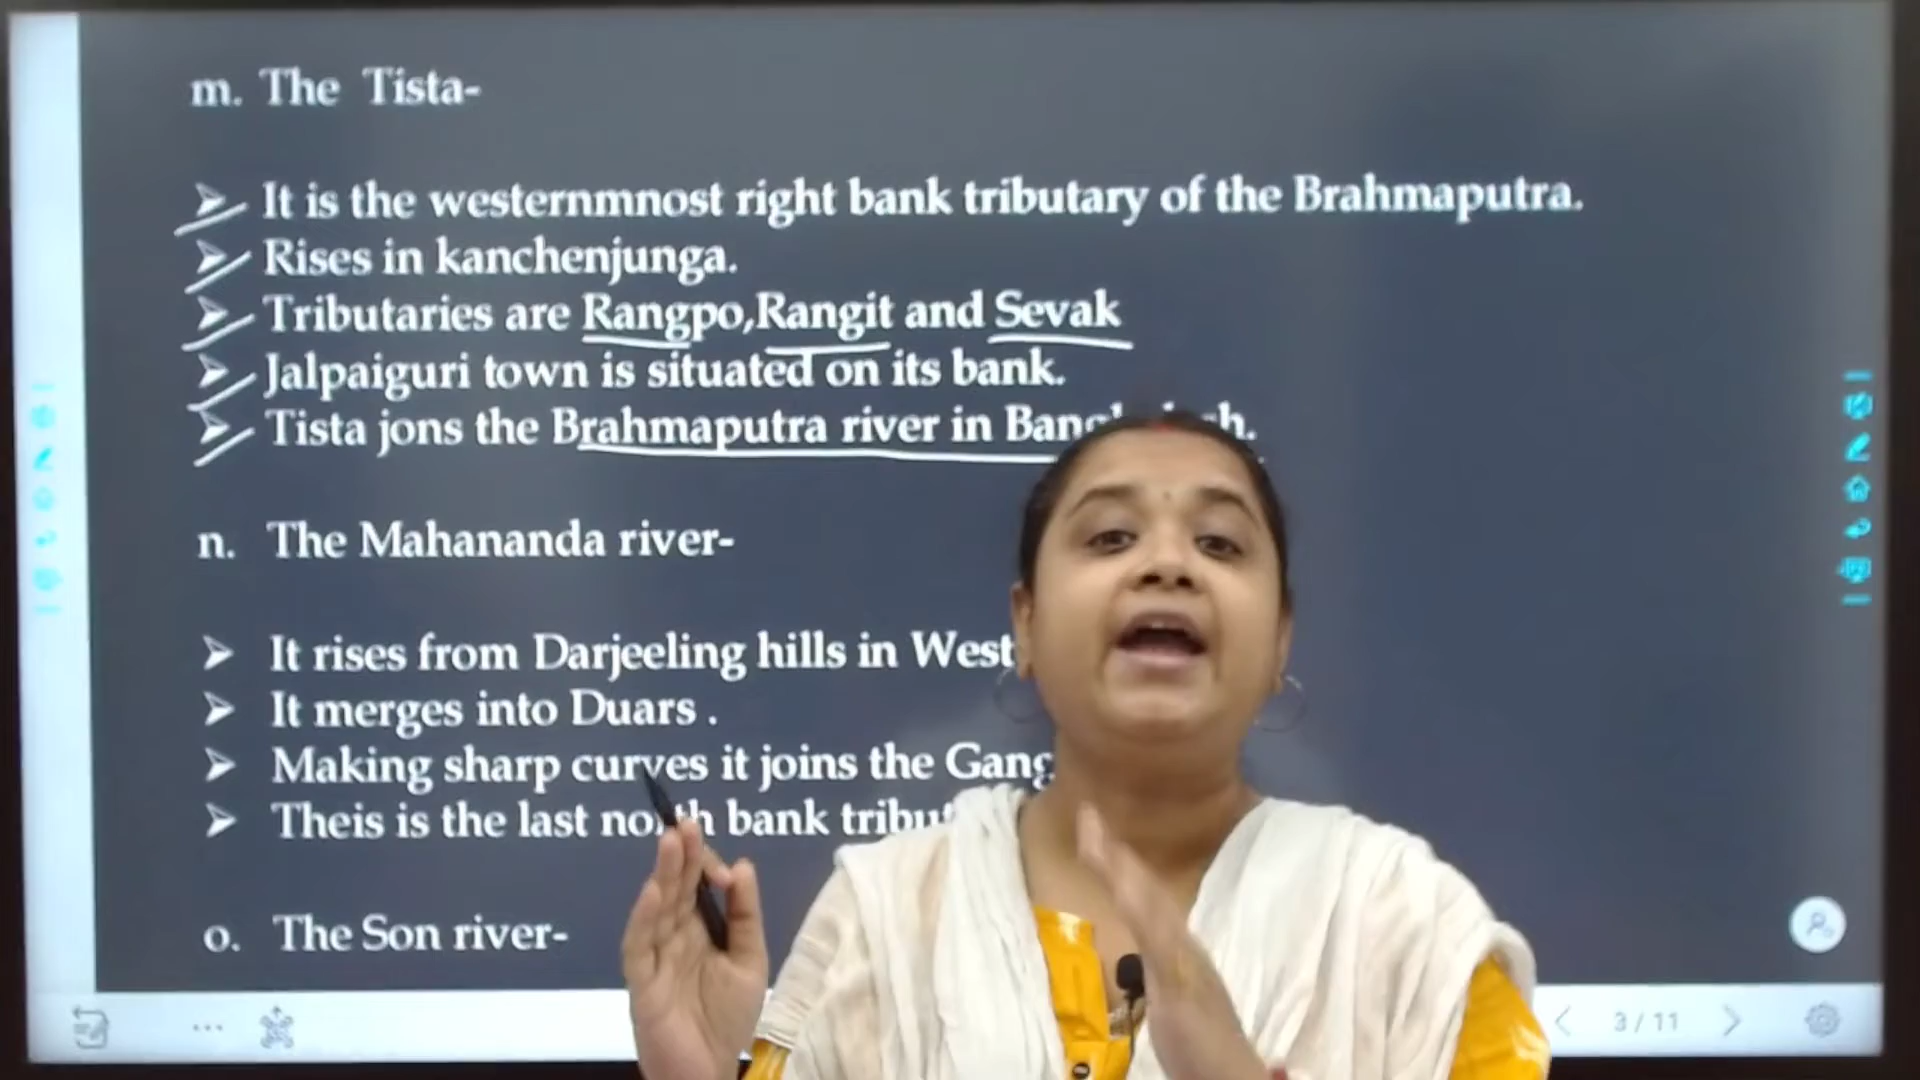 m. The Tista-
It is the westernmnost right bank tributary of the Brahmaputra.
Rises in kanchenjunga.
Tributaries are Rangpo,Rangit and Sevak
Jalpaiguri town is situated on its bank.
Tista jons the Brahmaputra river in
n. The Mahananda river-
It rises from Darjeeling hills in West
It merges into Duars .
Making sharp curves it joins the
Theis is the last north bank
o. The Son river-
3 / 11